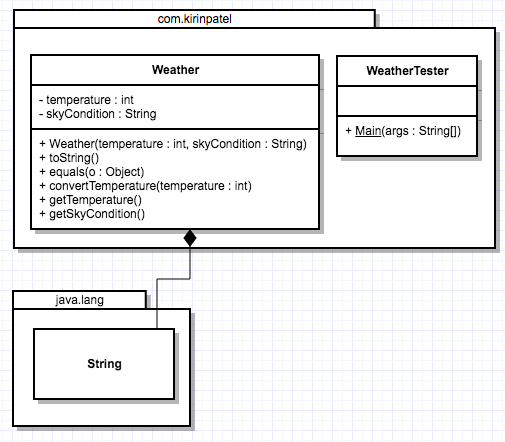 com.kirinpatel
Weather
- temperature : int
- skyCondition : String
+ Weather(temperature : int, skyCondition : String)
+ toString()
+ equals(o : Object)
+ convertTemperature(temperature : int)
+ getTemperature()
+ getSkyCondition()
WeatherTester
+ Main(args : String[])
java.lang
String